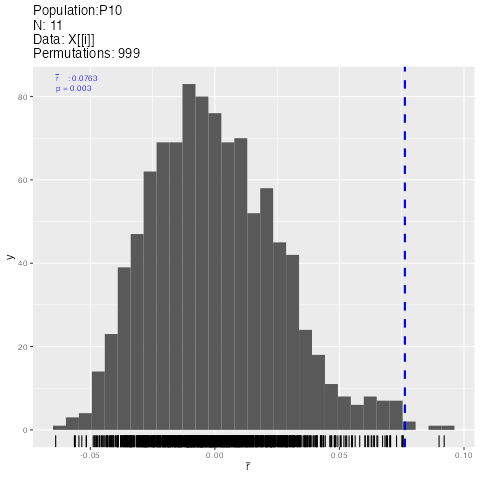 Population:P10
N: 11
Data: X[[i]]
Permutations: 999
r̄ : 0.0763
p = 0.003
80
60
40
20
0
y
-0.05
0.00
0.05
0.10
r̄